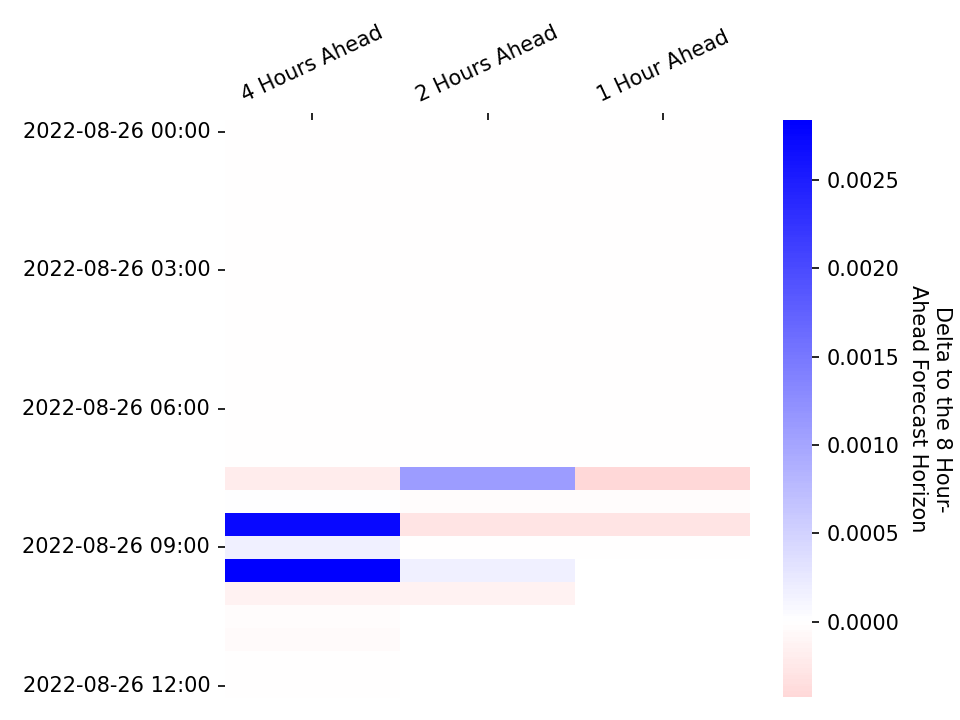 4 Hours Ahead
2 Hours Ahead
1 Hour Ahead
2022-08-26 00:00
2022-08-26 03:00
2022-08-26 06:00
2022-08-26 09:00
2022-08-26 12:00
0.0025
0.0020
0.0015
0.0010
0.0005
0.0000
Delta to the 8 Hour-
Ahead Forecast Horizon